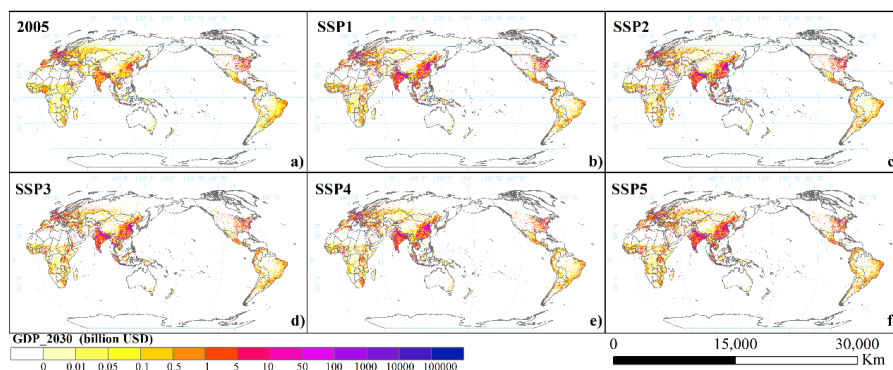 2005
SSP1
SSP2
a)
b)
c
SSP3
SSP4
SSP5
d)
e)
f
GDP_2030 (billion USD)
0 0.01 0.05 0.1 0.5 1 5 10 50 100 1000 10000 100000
0 15,000 30,000
Km